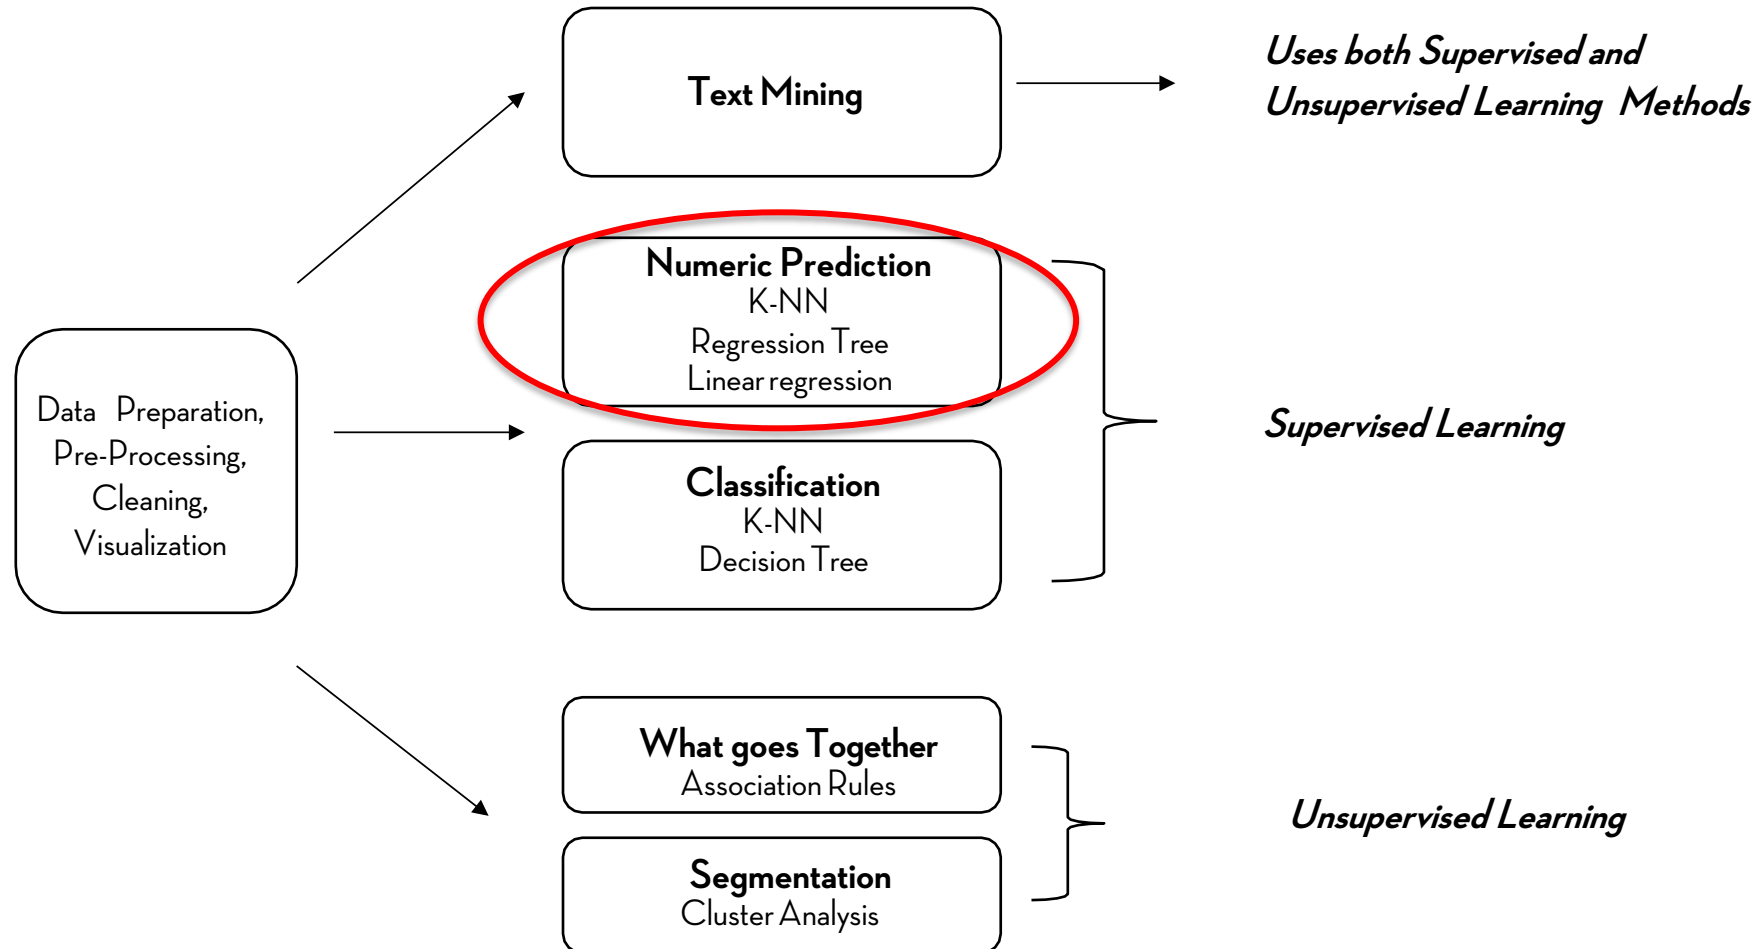 Text Mining
Uses both Supervised and
Unsupervised Learning Methods
Numeric Prediction
K-NN
Regression Tree
Linear regression
Data Preparation,
Pre-Processing,
Cleaning,
Visualization
Supervised Learning
Classification
K-NN
Decision Tree
What goes Together
Association Rules
Unsupervised Learning
Segmentation
Cluster Analysis